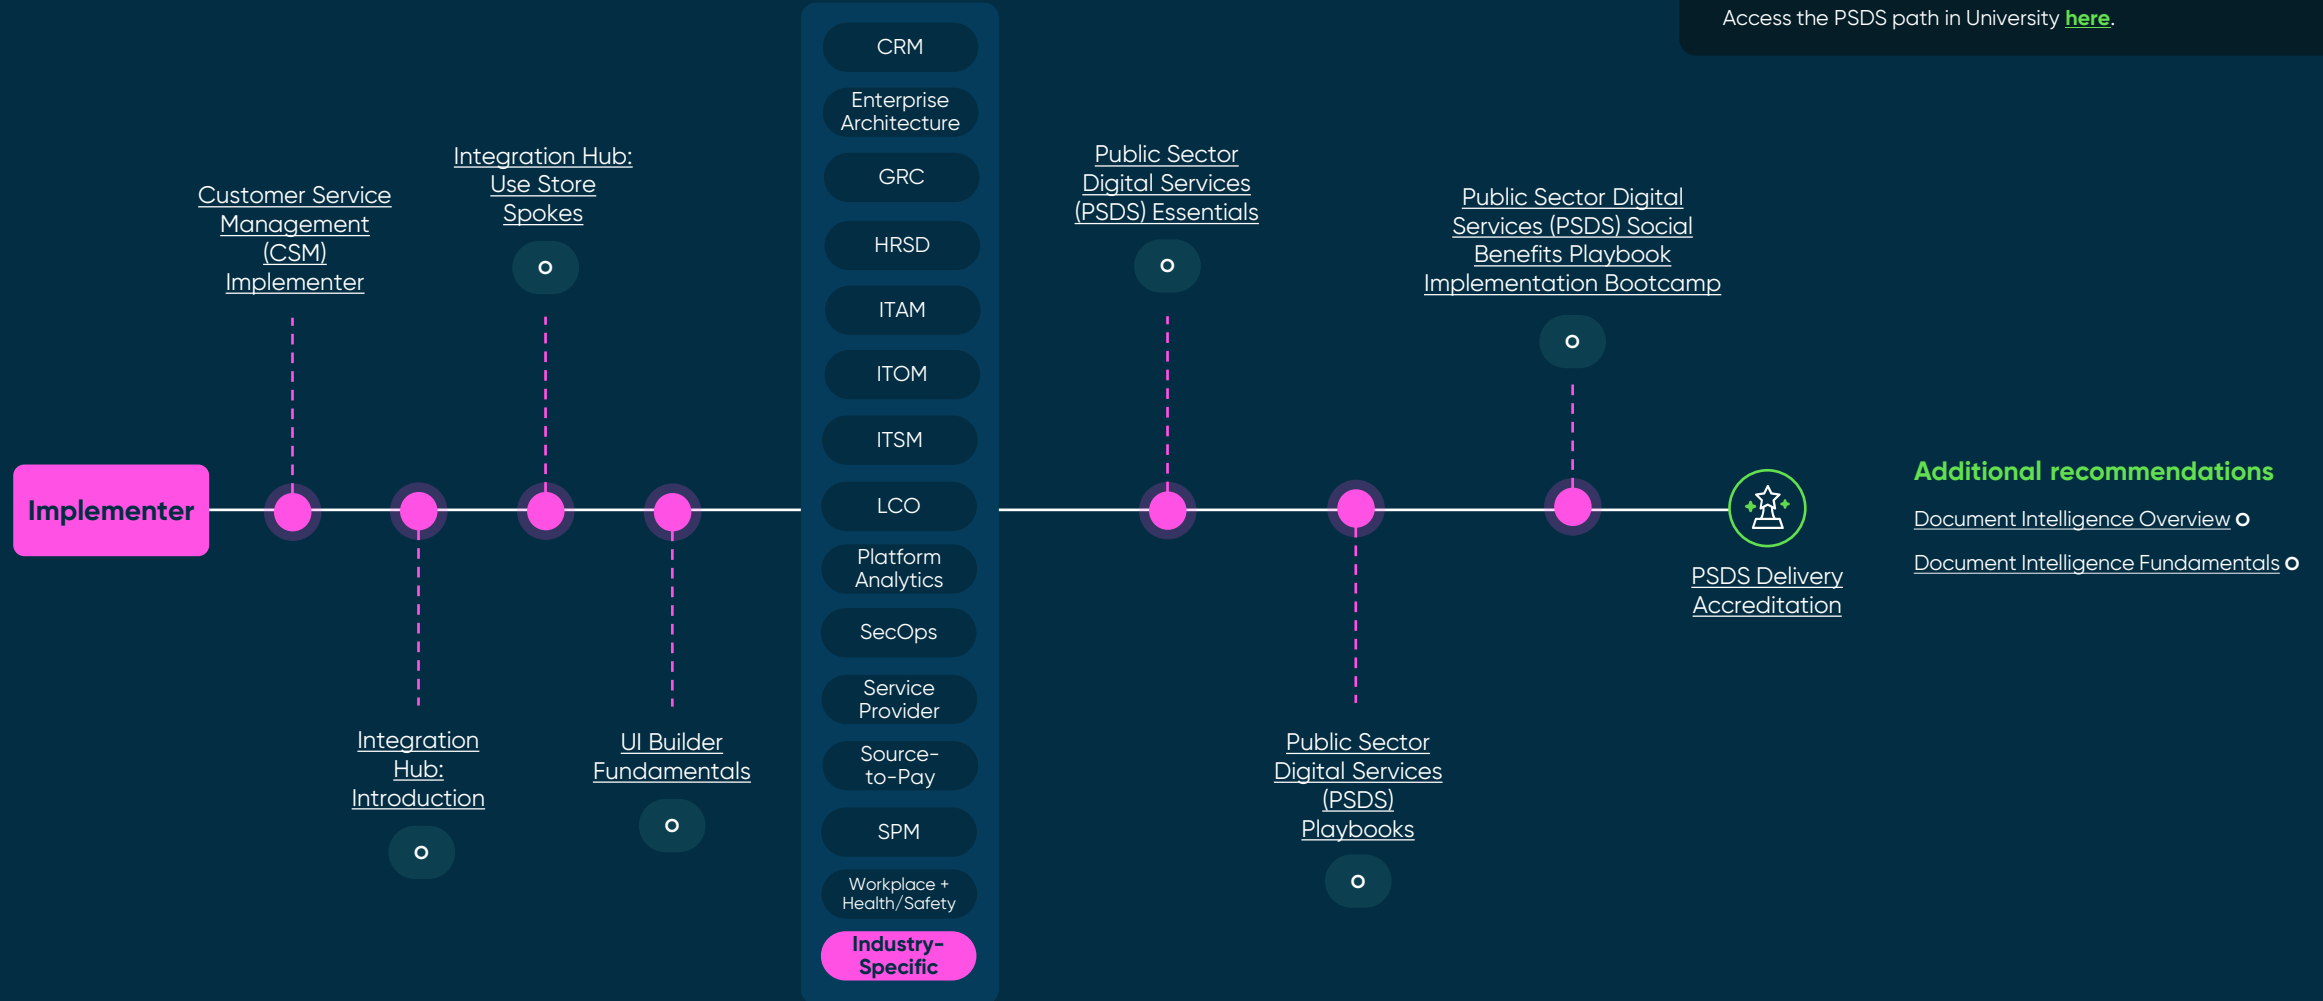 Access the PSDS path in University here.
CRM
Enterprise
Architecture
GRC
HRSD
ITAM
ITOM
ITSM
LCO
Platform
Analytics
SecOps
Service
Provider
Source-
to-Pay
SPM
Workplace +
Health/Safety
Industry-
Specific
Implementer
Customer Service
Management
(CSM)
Implementer
Integration
Hub:
Introduction
Integration Hub:
Use Store
Spokes
UI Builder
Fundamentals
Public Sector
Digital Services
(PSDS) Essentials
Public Sector
Digital Services
(PSDS)
Playbooks
Public Sector Digital
Services (PSDS) Social
Benefits Playbook
Implementation Bootcamp
PSDS Delivery
Accreditation
Additional recommendations
Document Intelligence Overview
Document Intelligence Fundamentals